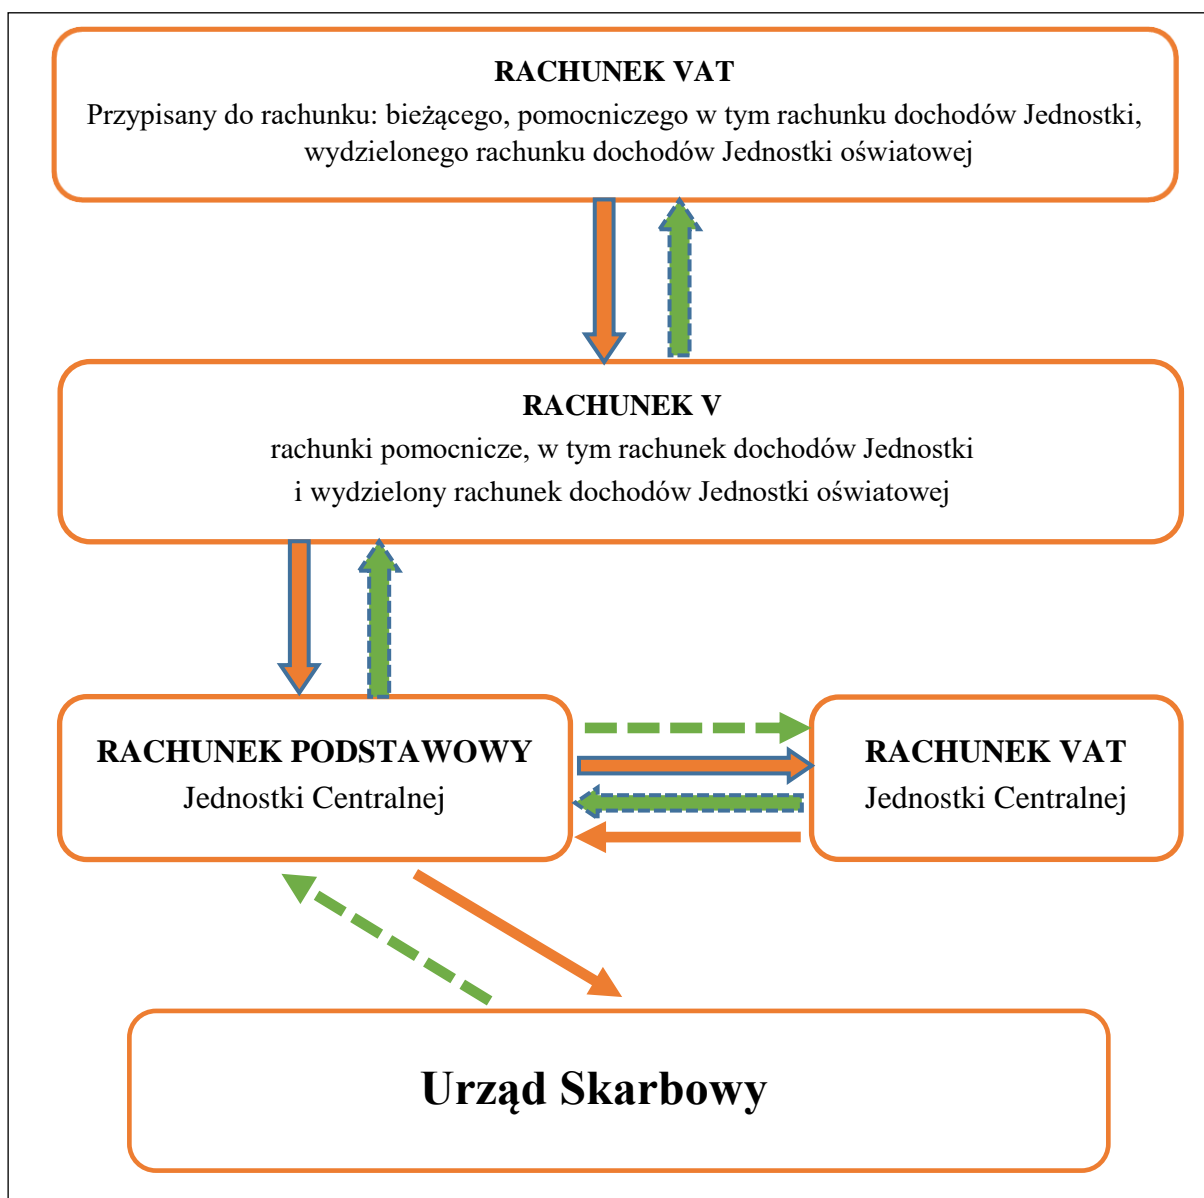 RACHUNEK VAT
Przypisany do rachunku: bieżącego, pomocniczego w tym rachunku dochodów Jednostki,
wydzielonego rachunku dochodów Jednostki oświatowej
RACHUNEK V
rachunki pomocnicze, w tym rachunek dochodów Jednostki
i wydzielony rachunek dochodów Jednostki oświatowej
RACHUNEK PODSTAWOWY
Jednostki Centralnej
RACHUNEK VAT
Jednostki Centralnej
Urząd Skarbowy